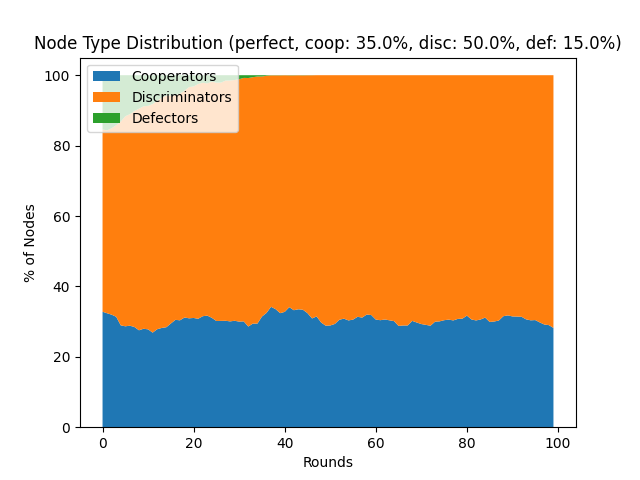 Node Type Distribution (perfect, coop: 35.0%, disc: 50.0%, def: 15.0%)
Cooperators
Discriminators
Defectors
% of Nodes
100
80
60
40
20
0
0 20 40 60 80 100
Rounds